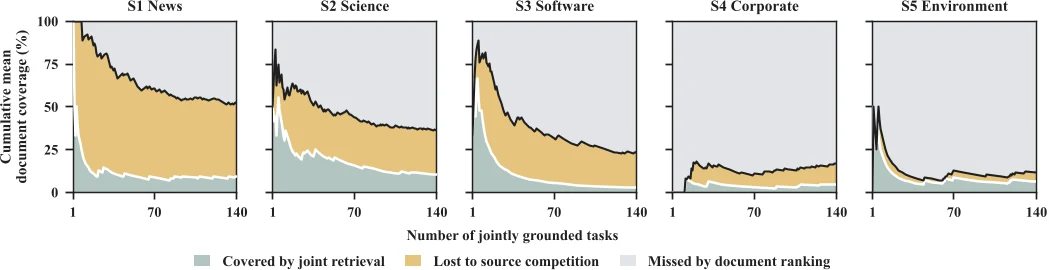 S1 News
S2 Science
S3 Software
S4 Corporate
S5 Environment
Cumulative mean
document coverage (%)
100
75
50
25
0
1 70 140
1 70 140
1 70 140
1 70 140
1 70 140
Number of jointly grounded tasks
Covered by joint retrieval
Lost to source competition
Missed by document ranking